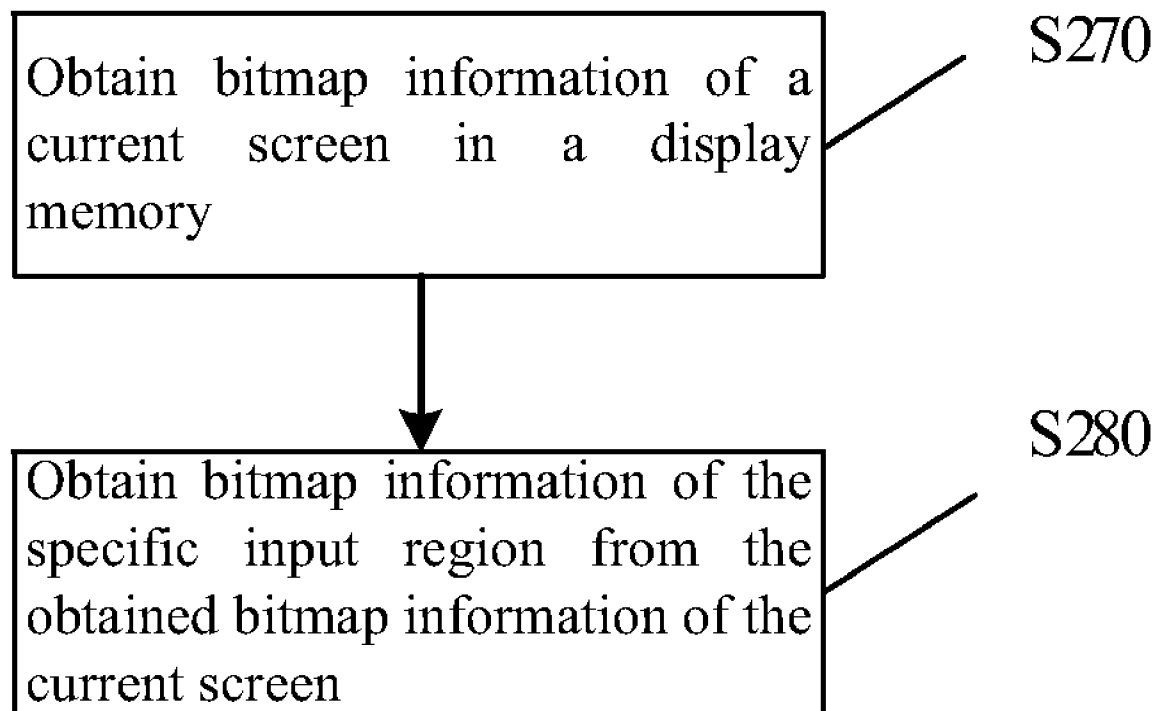 S270
Obtain bitmap information of a
current screen in a display
memory
S280
Obtain bitmap information of the
specific input region from the
obtained bitmap information of the
current screen